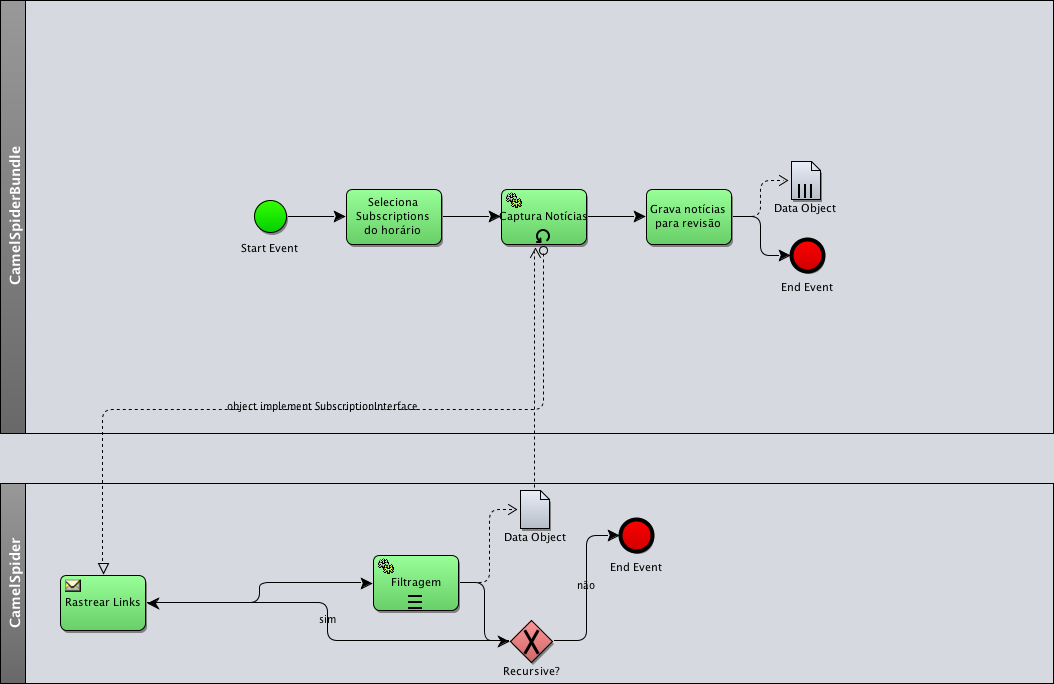 CamelSpiderBundle
Start Event
Seleciona
Subscriptions
do horário
Captura Notícias
Grava notícias
para revisão
Data Object
End Event
object implement SubscriptionInterface
CamelSpider
Rastrear Links
Filtragem
Data Object
End Event
não
sim
Recursive?